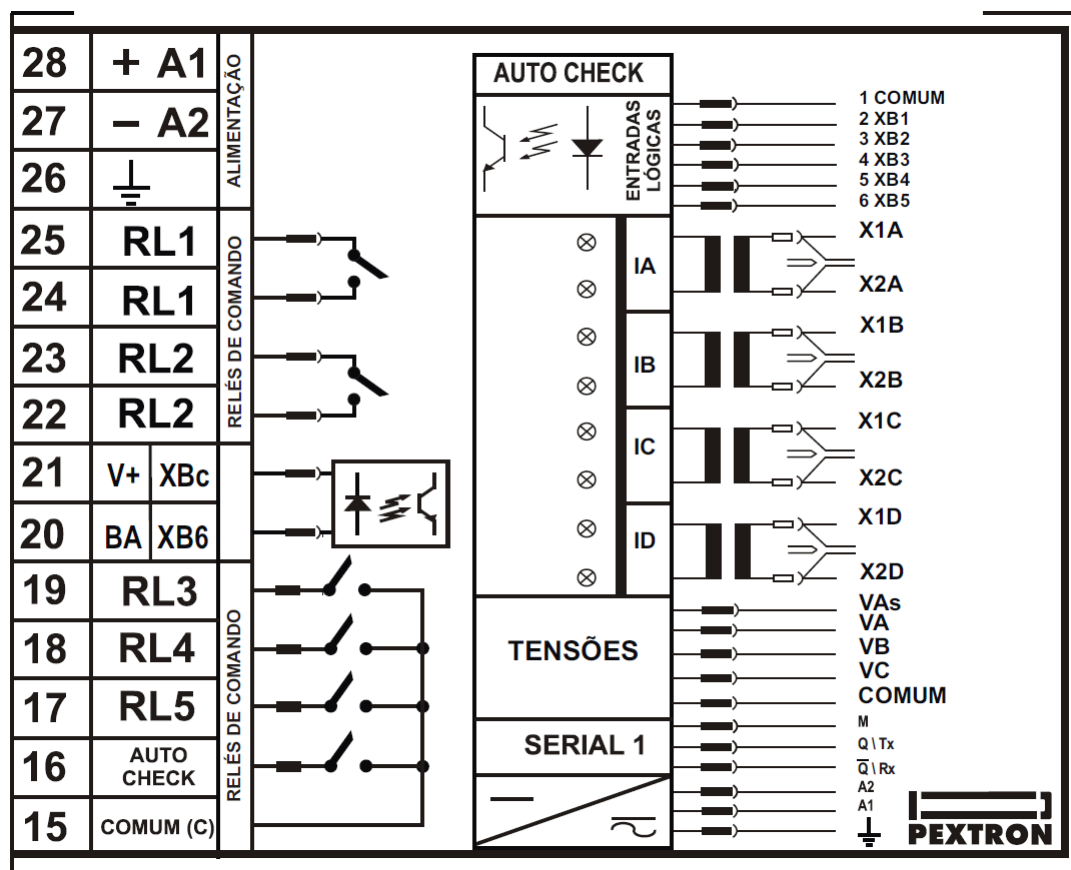 28 + A1
27 − A2
26
ALIMENTAÇÃO
25 RL1
24 RL1
23 RL2
22 RL2
RELÉS DE COMANDO
21 V+ XBc
20 BA XB6
19 RL3
18 RL4
17 RL5
16 AUTO CHECK
15 COMUM (C)
RELÉS DE COMANDO
AUTO CHECK
ENTRADAS
LÓGICAS
IA
IB
IC
ID
TENSÕES
SERIAL 1
1 COMUM
2 XB1
3 XB2
4 XB3
5 XB4
6 XB5
X1A
X2A
X1B
X2B
X1C
X2C
X1D
X2D
VAs
VA
VB
VC
COMUM
M
Q \ Tx
Q̅ \ Rx
A2
A1
PEXTRON